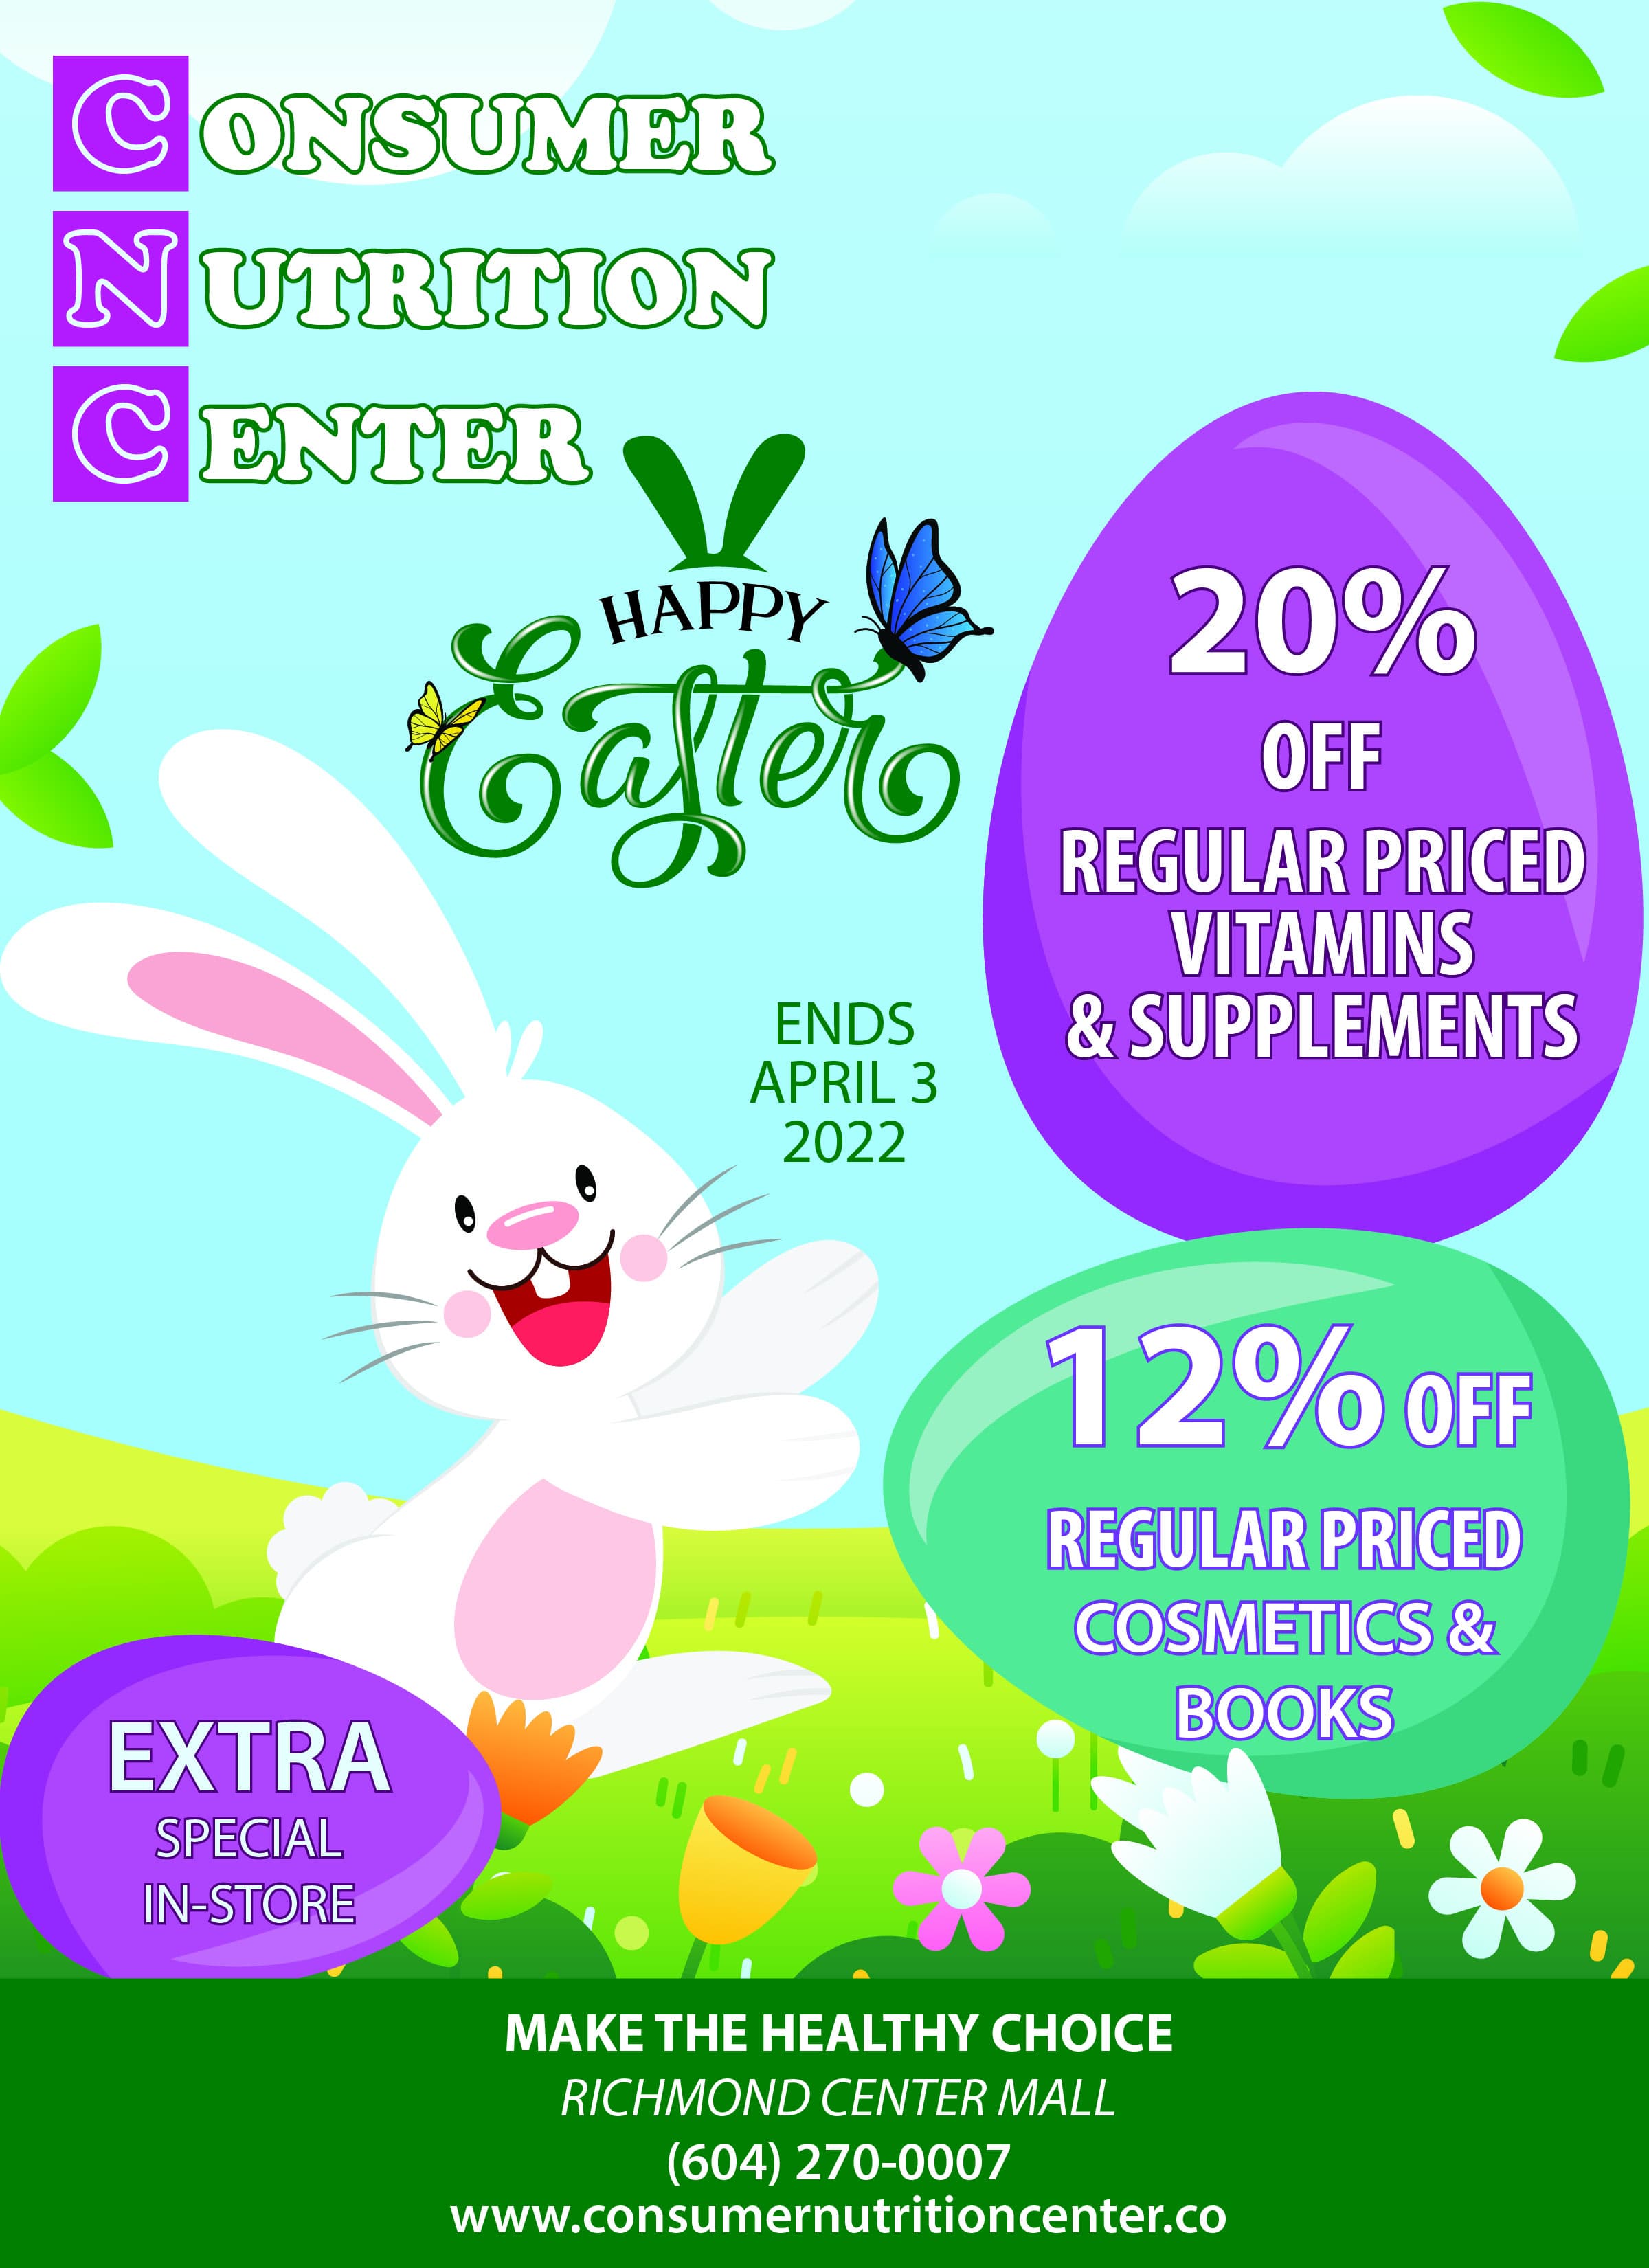 CONSUMER
NUTRITION
CENTER
HAPPY
Easter
ENDS
APRIL 3
2022
20%
OFF
REGULAR PRICED
VITAMINS
& SUPPLEMENTS
12% OFF
REGULAR PRICED
COSMETICS &
BOOKS
EXTRA
SPECIAL
IN-STORE
MAKE THE HEALTHY CHOICE
RICHMOND CENTER MALL
(604) 270-0007
www.consumernutritioncenter.co